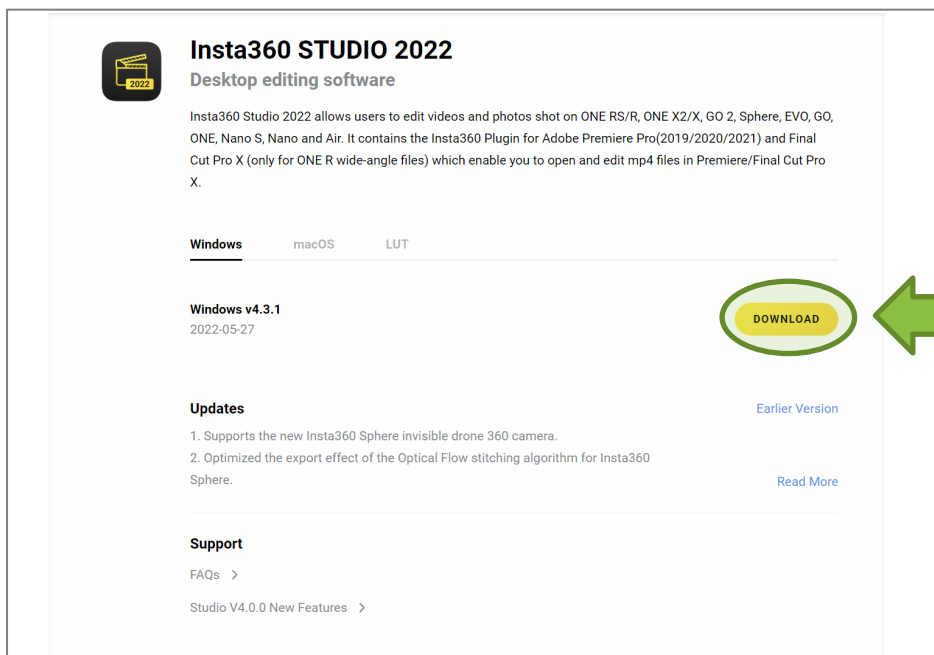 Insta360 STUDIO 2022
2022
Desktop editing software
Insta360 Studio 2022 allows users to edit videos and photos shot on ONE RS/R, ONE X2/X, GO 2, Sphere, EVO, GO,
ONE, Nano S, Nano and Air. It contains the Insta360 Plugin for Adobe Premiere Pro(2019/2020/2021) and Final
Cut Pro X (only for ONE R wide-angle files) which enable you to open and edit mp4 files in Premiere/Final Cut Pro
X.
Windows macOS LUT
Windows v4.3.1
2022-05-27
DOWNLOAD
Updates
Earlier Version
1. Supports the new Insta360 Sphere invisible drone 360 camera.
2. Optimized the export effect of the Optical Flow stitching algorithm for Insta360
Sphere.
Read More
Support
FAQs >
Studio V4.0.0 New Features >